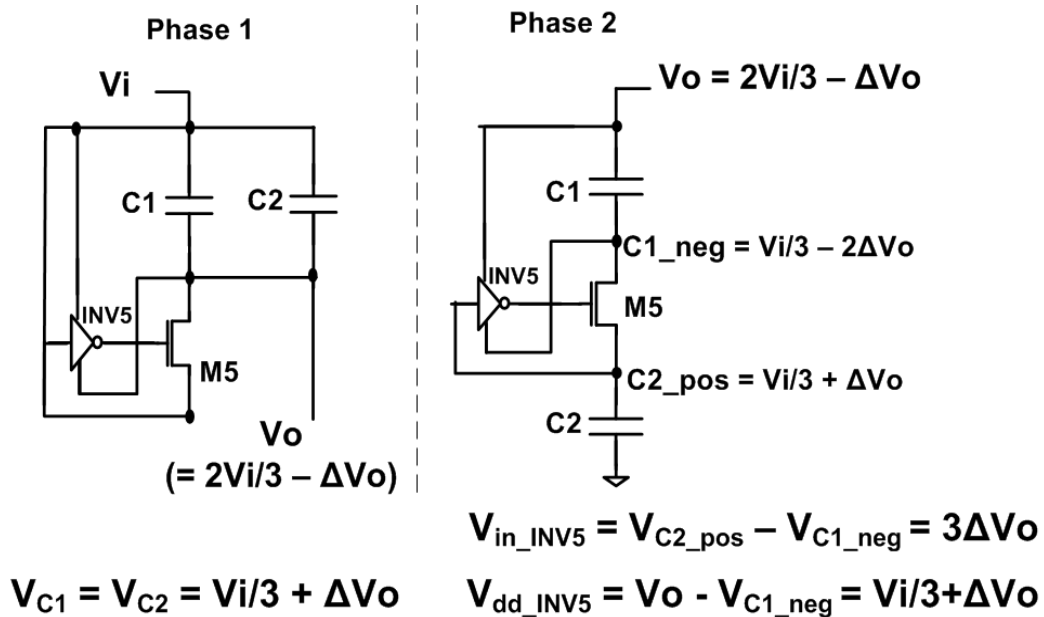 Phase 1
Vi
C1
C2
INV5
M5
Vo
(= 2Vi/3 – ΔVo)
V_C1 = V_C2 = Vi/3 + ΔVo
Phase 2
Vo = 2Vi/3 – ΔVo
C1
C1_neg = Vi/3 – 2ΔVo
INV5
M5
C2_pos = Vi/3 + ΔVo
C2
V_in_INV5 = V_C2_pos – V_C1_neg = 3ΔVo
V_dd_INV5 = Vo - V_C1_neg = Vi/3+ΔVo